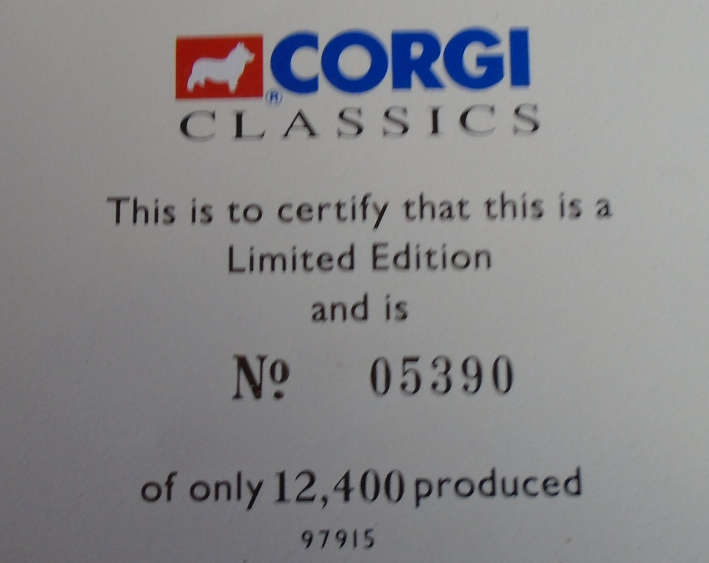 CORGI
®
CLASSICS
This is to certify that this is a
Limited Edition
and is
Nº 05390
of only 12,400 produced
97915